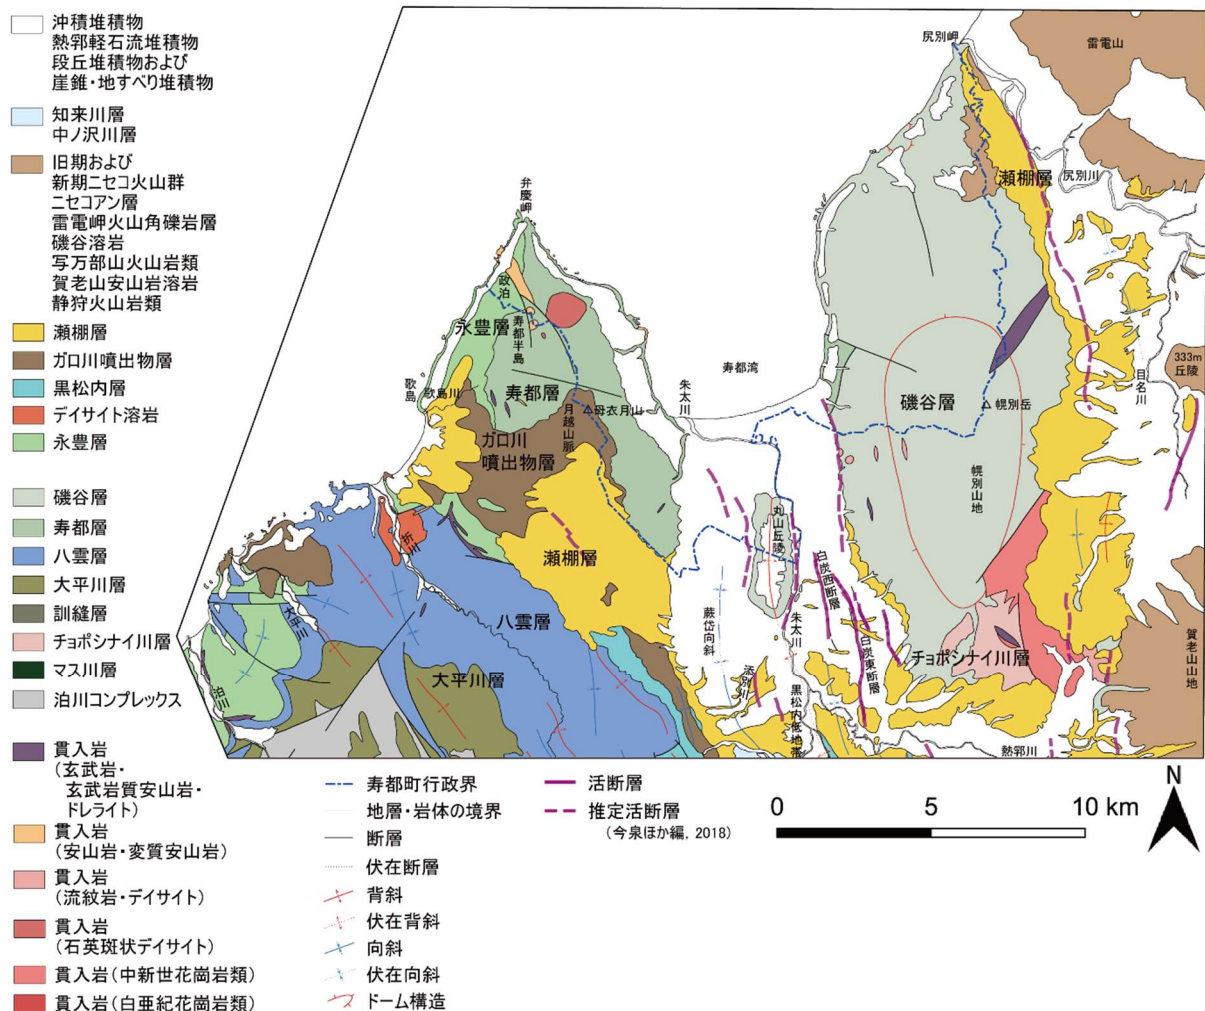 沖積堆積物
熱郛軽石流堆積物
段丘堆積物および
崖錐・地すべり堆積物
知来川層
中ノ沢川層
旧期および
新期ニセコ火山群
ニセコアン層
雷電岬火山角礫岩層
磯谷溶岩
写万部山火山岩類
賀老山安山岩溶岩
静狩火山岩類
瀬棚層
ガロ川噴出物層
黒松内層
デイサイト溶岩
永豊層
磯谷層
寿都層
八雲層
大平川層
訓縫層
チョポシナイ川層
マス川層
泊川コンプレックス
貫入岩
(玄武岩・
玄武岩質安山岩・
ドレライト)
貫入岩
(安山岩・変質安山岩)
貫入岩
(流紋岩・デイサイト)
貫入岩
(石英斑状デイサイト)
貫入岩(中新世花崗岩類)
貫入岩(白亜紀花崗岩類)
尻別岬
雷電山
瀬棚層
尻別川
弁慶岬
政泊
永豊層
寿都半島
歌島
歌島川
寿都層
月越山脈
母衣月山
朱太川
寿都湾
磯谷層
幌別岳
333m
丘陵
目名川
ガロ川
噴出物層
幌別山地
丸山丘陵
折川
瀬棚層
白炭西断層
大平川
八雲層
蕨岱向斜
朱太川
白炭東断層
賀老山山地
泊川
大平川層
添別川
黒松内低地帯
チョポシナイ川層
熱郛川
寿都町行政界
地層・岩体の境界
断層
伏在断層
背斜
伏在背斜
向斜
伏在向斜
ドーム構造
活断層
推定活断層
(今泉ほか編, 2018)
0
5
10 km
N